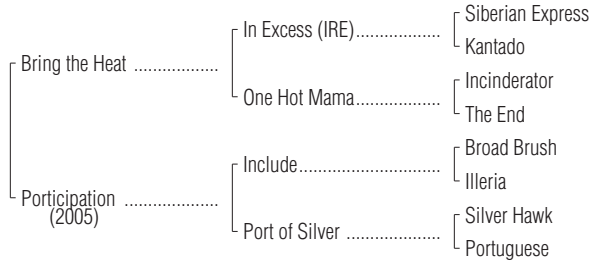 Siberian Express
In Excess (IRE)..................
Kantado
Bring the Heat ..................
Incinderator
One Hot Mama..................
The End
Broad Brush
Include..............................
Illeria
Porticipation ....................
(2005)
Silver Hawk
Port of Silver ....................
Portuguese